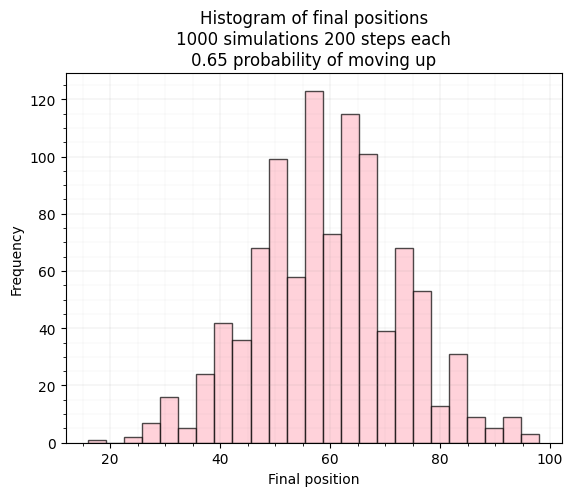 Histogram of final positions
1000 simulations 200 steps each
0.65 probability of moving up
120
100
80
60
40
20
0
Frequency
20
40
60
80
100
Final position